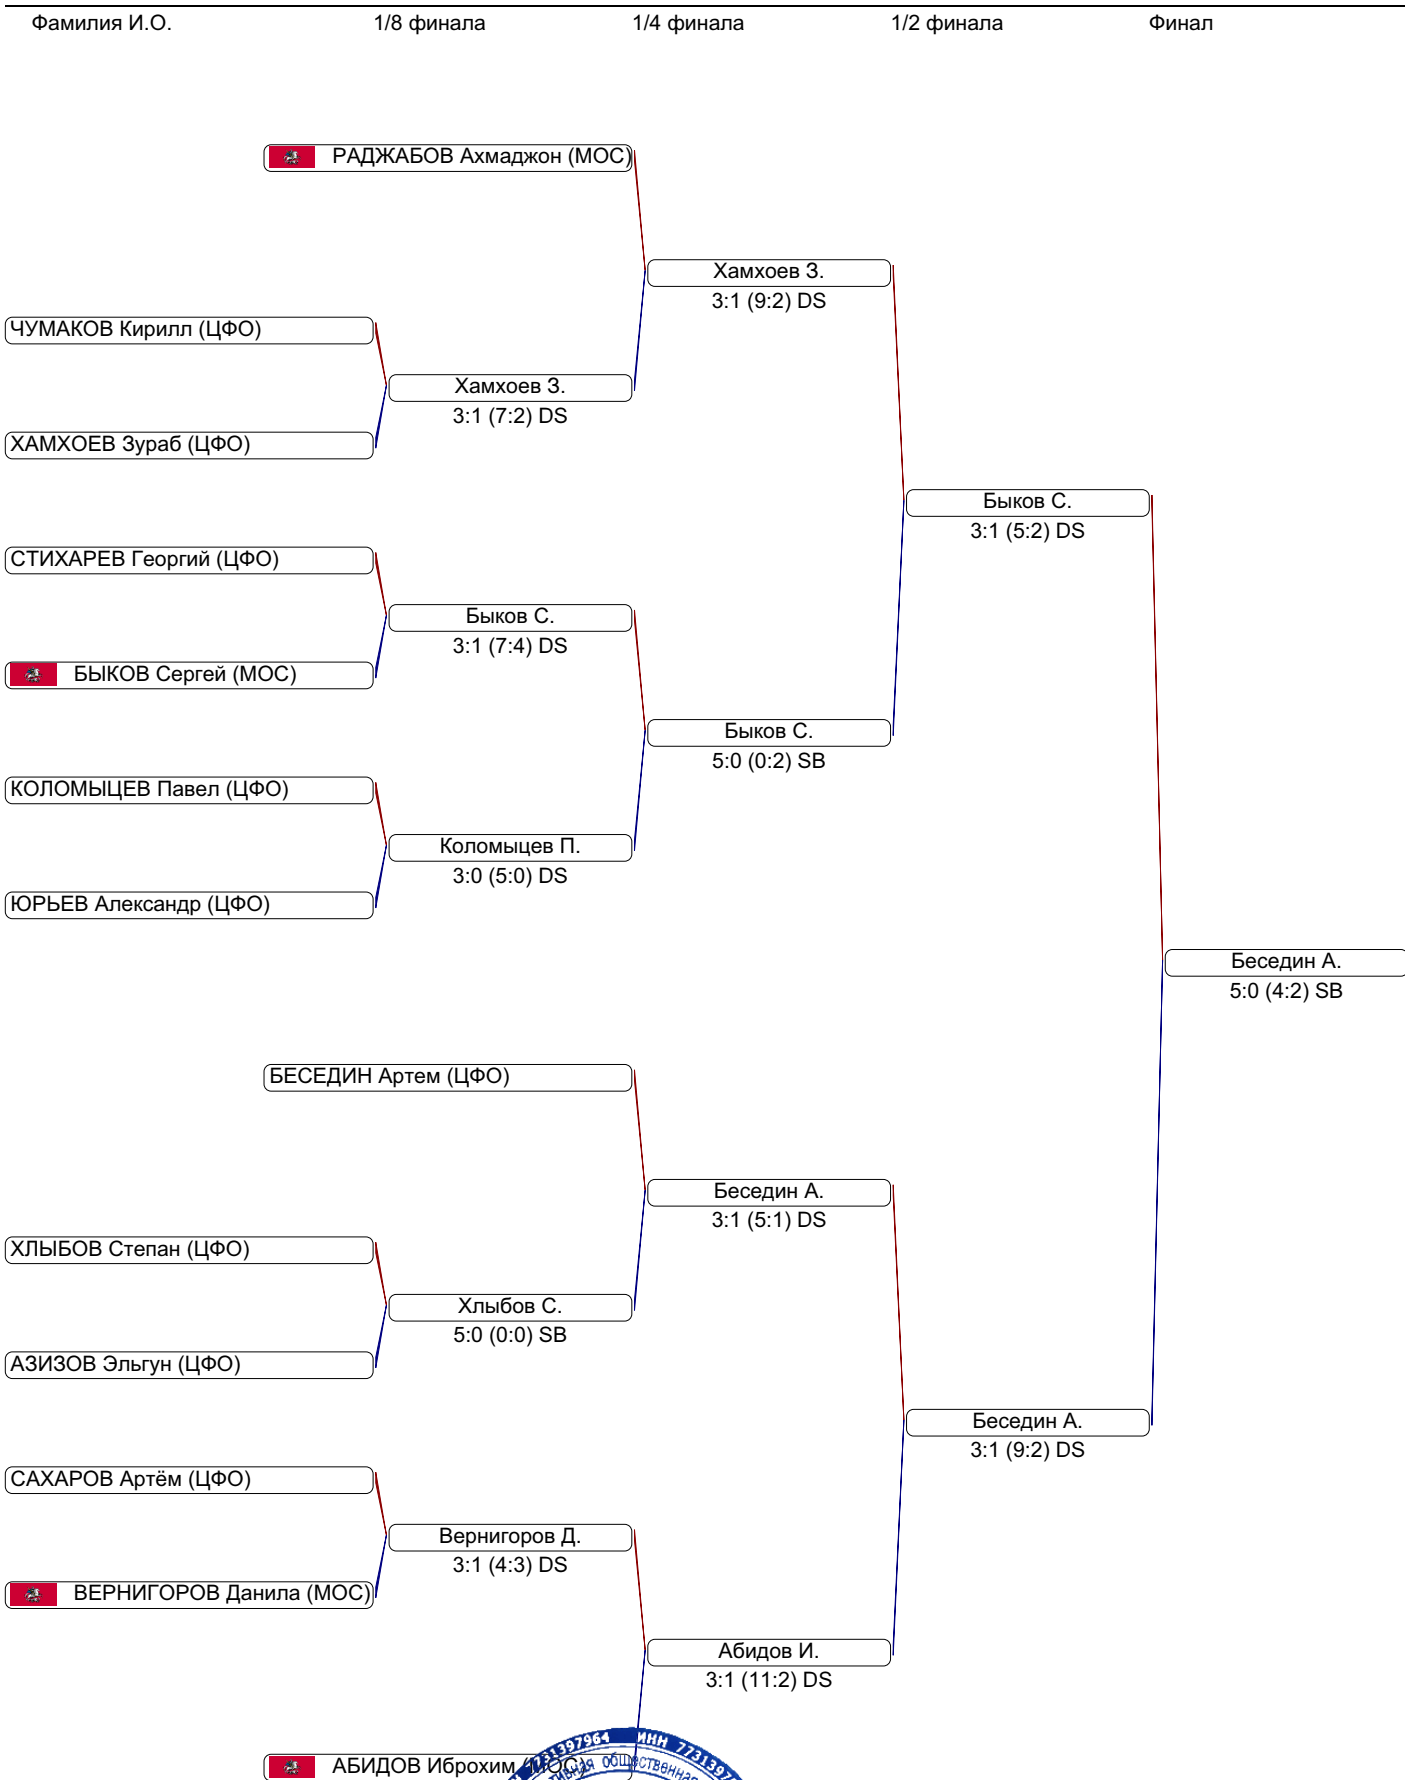 Фамилия И.О. 1/8 финала 1/4 финала 1/2 финала Финал
РАДЖАБОВ Ахмаджон (МОС)
Хамхоев З.
3:1 (9:2) DS
ЧУМАКОВ Кирилл (ЦФО)
Хамхоев З.
3:1 (7:2) DS
ХАМХОЕВ Зураб (ЦФО)
Быков С.
3:1 (5:2) DS
СТИХАРЕВ Георгий (ЦФО)
Быков С.
3:1 (7:4) DS
БЫКОВ Сергей (МОС)
Быков С.
5:0 (0:2) SB
КОЛОМЫЦЕВ Павел (ЦФО)
Коломыцев П.
3:0 (5:0) DS
ЮРЬЕВ Александр (ЦФО)
Беседин А.
5:0 (4:2) SB
БЕСЕДИН Артем (ЦФО)
Беседин А.
3:1 (5:1) DS
ХЛЫБОВ Степан (ЦФО)
Хлыбов С.
5:0 (0:0) SB
АЗИЗОВ Эльгун (ЦФО)
Беседин А.
3:1 (9:2) DS
САХАРОВ Артём (ЦФО)
Вернигоров Д.
3:1 (4:3) DS
ВЕРНИГОРОВ Данила (МОС)
Абидов И.
3:1 (11:2) DS
АБИДОВ Иброхим (МОС)
ИНН